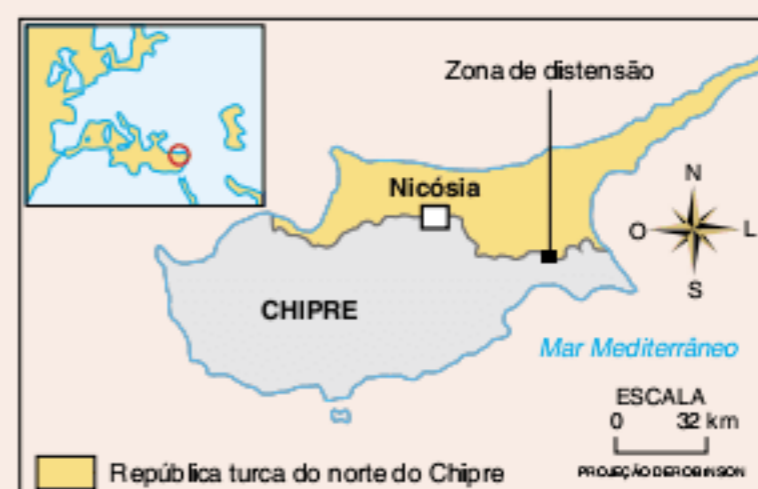 Zona de distensão
Nicósia
N
O
L
S
CHIPRE
Mar Mediterrâneo
ESCALA
0 32 km
PROJEÇÃO DE ROBINSON
República turca do norte do Chipre